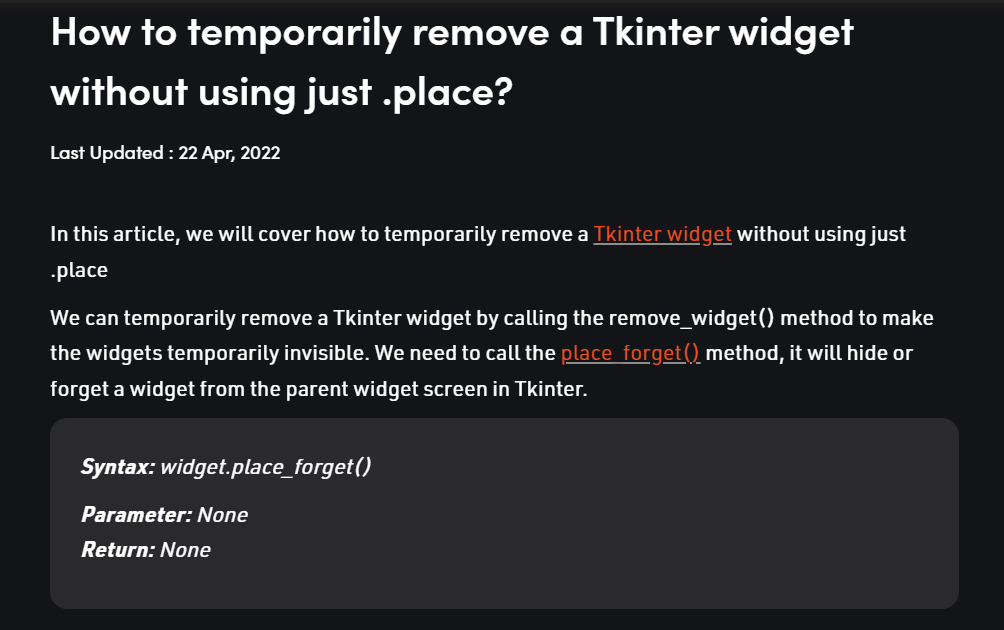 How to temporarily remove a Tkinter widget
without using just .place?
Last Updated : 22 Apr, 2022
In this article, we will cover how to temporarily remove a Tkinter widget without using just
.place
We can temporarily remove a Tkinter widget by calling the remove_widget() method to make
the widgets temporarily invisible. We need to call the place_forget() method, it will hide or
forget a widget from the parent widget screen in Tkinter.
Syntax: widget.place_forget()
Parameter: None
Return: None